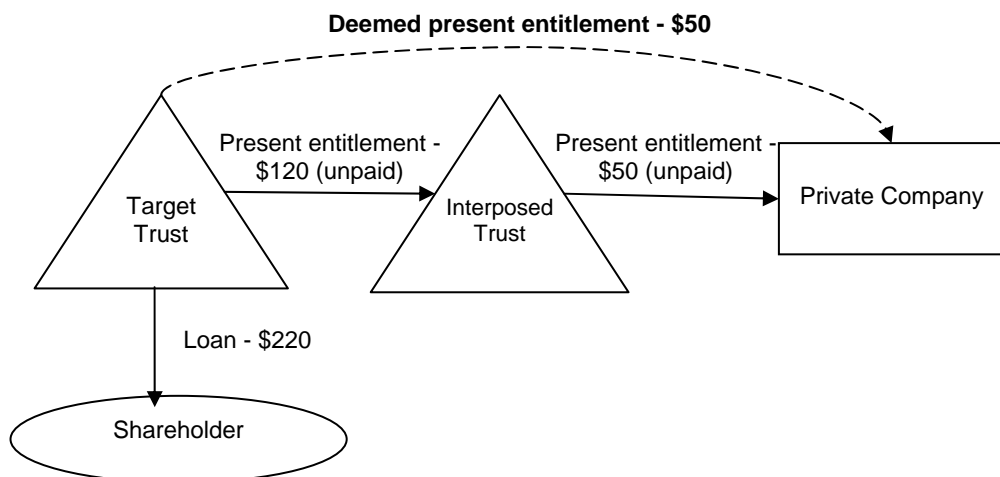 Deemed present entitlement - $50
Present entitlement -
$120 (unpaid)
Present entitlement -
$50 (unpaid)
Target
Trust
Interposed
Trust
Private Company
Loan - $220
Shareholder